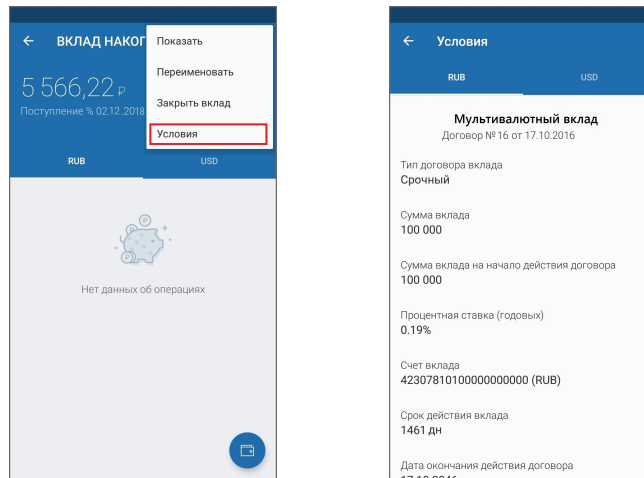 ВКЛАД НАКОГ
Показать
Переименовать
Закрыть вклад
Условия
5 566,22 ₽
Поступление % 02.12.2018
RUB
USD
Нет данных об операциях
Условия
RUB
USD
Мультивалютный вклад
Договор № 16 от 17.10.2016
Тип договора вклада
Срочный
Сумма вклада
100 000
Сумма вклада на начало действия договора
100 000
Процентная ставка (годовых)
0.19%
Счет вклада
42307810100000000000 (RUB)
Срок действия вклада
1461 дн
Дата окончания действия договора